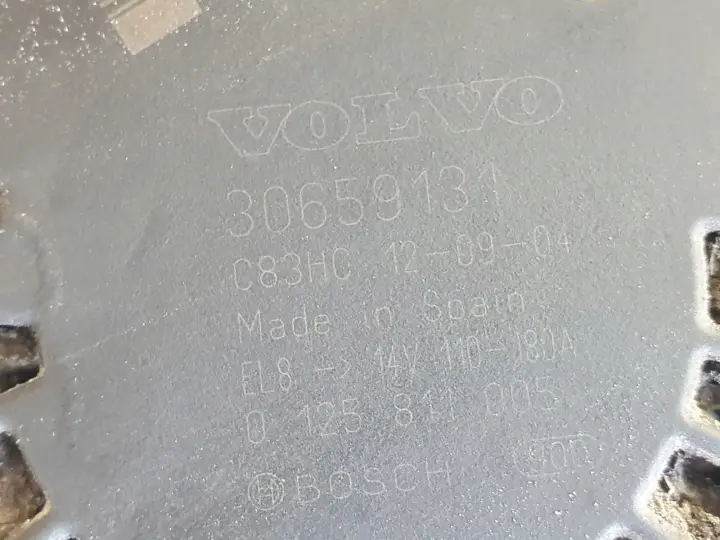 VOLVO
30659131
C83HC 12-09-04
Made in Spain
EL8 -> 14V 110-180A
0 125 811 005
BOSCH